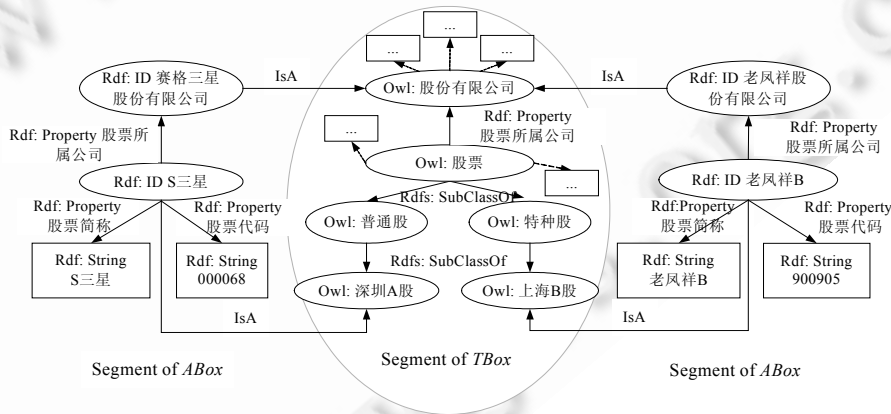 ...
...
...
Rdf: ID 赛格三星
股份有限公司
IsA
Owl: 股份有限公司
IsA
Rdf: ID 老凤祥股
份有限公司
Rdf: Property 股票所
属公司
...
Rdf: Property
股票所属公司
Rdf: Property
股票所属公司
Owl: 股票
Rdf: ID S三星
...
Rdf: ID 老凤祥B
Rdfs: SubClassOf
Rdf: Property
股票简称
Rdf: Property
股票代码
Owl: 普通股
Owl: 特种股
Rdf:Property
股票简称
Rdf: Property
股票代码
Rdfs: SubClassOf
Rdf: String
S三星
Rdf: String
000068
Owl: 深圳A股
Owl: 上海B股
Rdf: String
老凤祥B
Rdf: String
900905
IsA
IsA
Segment of ABox
Segment of TBox
Segment of ABox